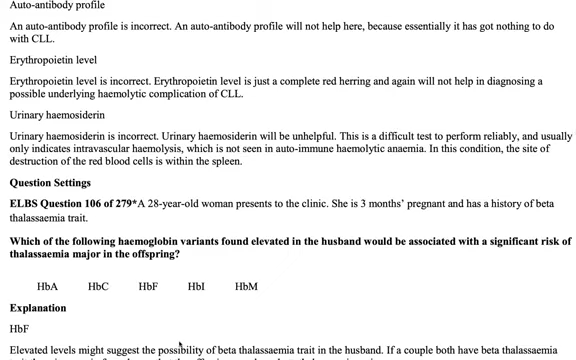 Auto-antibody profile
An auto-antibody profile is incorrect. An auto-antibody profile will not help here, because essentially it has got nothing to do
with CLL.
Erythropoietin level
Erythropoietin level is incorrect. Erythropoietin level is just a complete red herring and again will not help in diagnosing a
possible underlying haemolytic complication of CLL.
Urinary haemosiderin
Urinary haemosiderin is incorrect. Urinary haemosiderin will be unhelpful. This is a difficult test to perform reliably, and usually
only indicates intravascular haemolysis, which is not seen in auto-immune haemolytic anaemia. In this condition, the site of
destruction of the red blood cells is within the spleen.
Question Settings
ELBS Question 106 of 279*A 28-year-old woman presents to the clinic. She is 3 months' pregnant and has a history of beta
thalassaemia trait.
Which of the following haemoglobin variants found elevated in the husband would be associated with a significant risk of
thalassaemia major in the offspring?
HbA HbC HbF HbI HbM
Explanation
HbF
Elevated levels might suggest the possibility of beta thalassaemia trait in the husband. If a couple both have beta thalassaemia